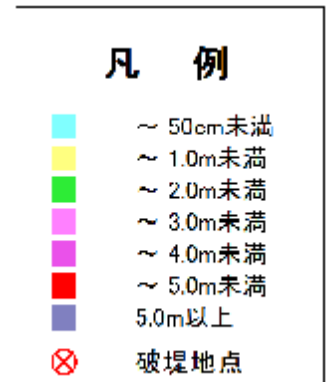 凡 例
～ 50cm未満
～ 1.0m未満
～ 2.0m未満
～ 3.0m未満
～ 4.0m未満
～ 5.0m未満
5.0m以上
破堤地点